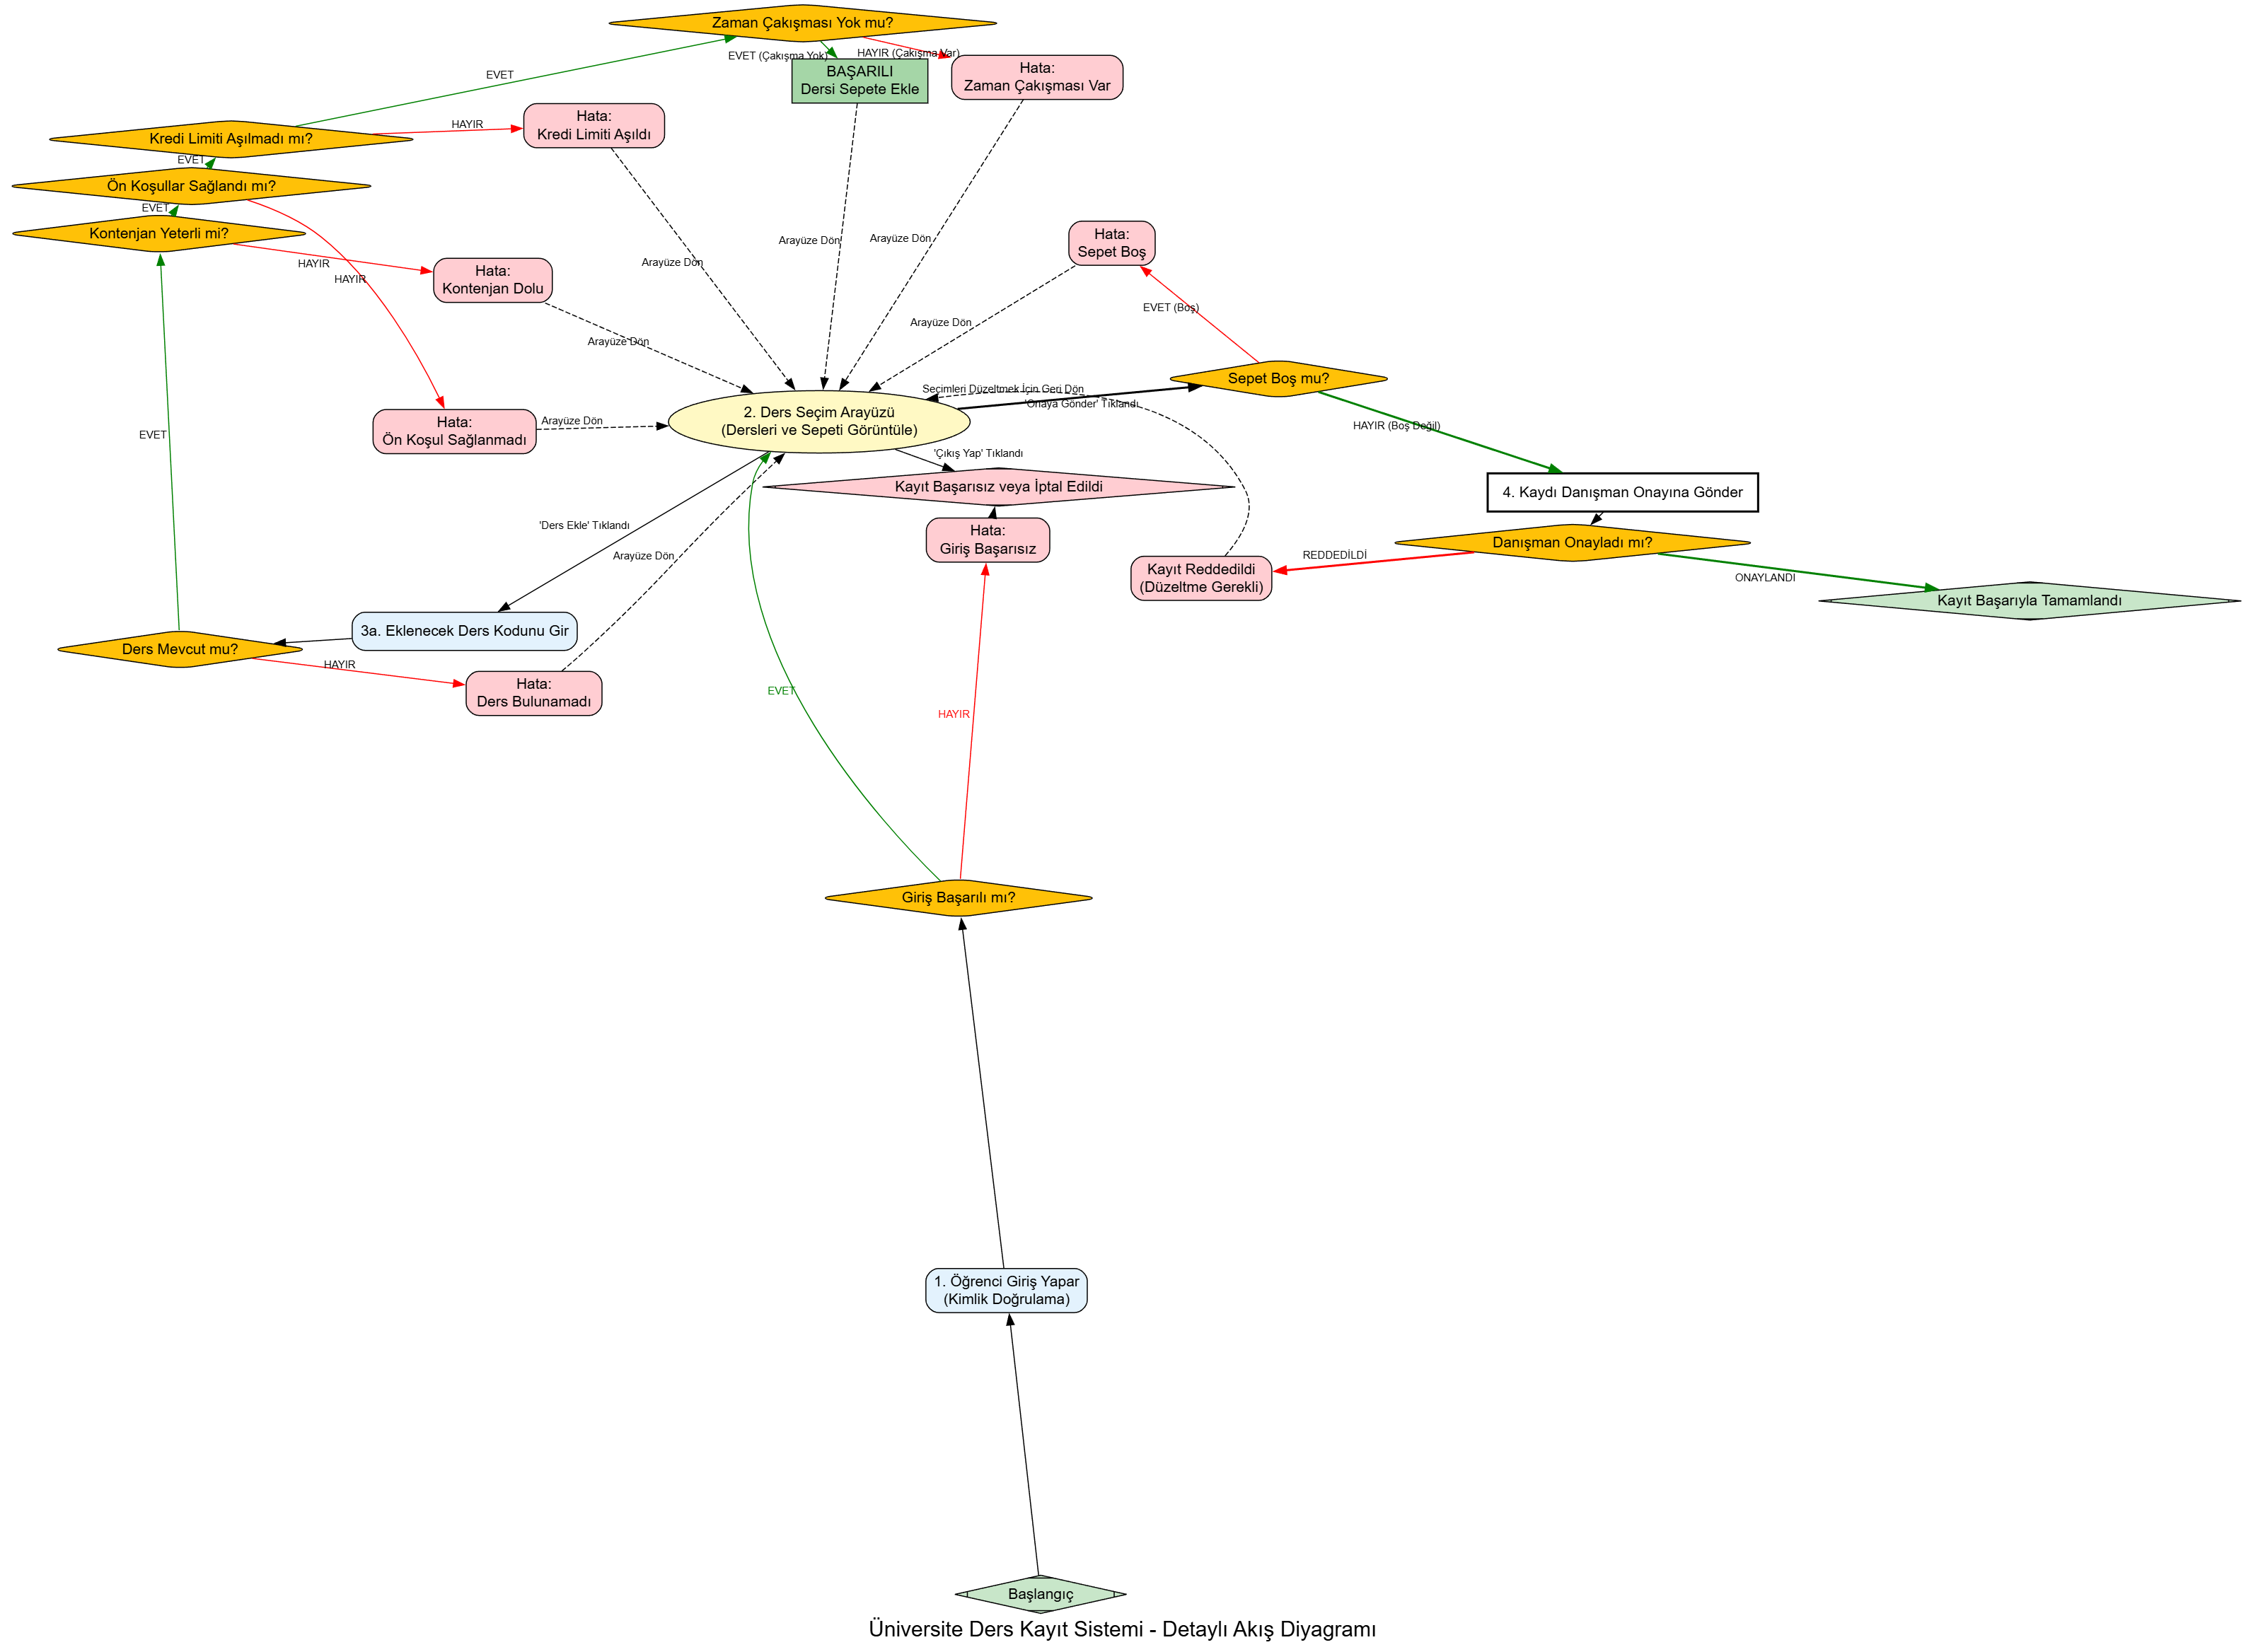 Zaman Çakışması Yok mu?
EVET (Çakışma Yok)
HAYIR (Çakışma Var)
BAŞARILI
Dersi Sepete Ekle
Hata:
Zaman Çakışması Var
EVET
Hata:
Kredi Limiti Aşıldı
HAYIR
Kredi Limiti Aşılmadı mı?
EVET
Ön Koşullar Sağlandı mı?
EVET
Kontenjan Yeterli mi?
HAYIR
HAYIR
Hata:
Kontenjan Dolu
Arayüze Dön
Arayüze Dön
Arayüze Dön
Hata:
Sepet Boş
EVET (Boş)
Arayüze Dön
Arayüze Dön
Sepet Boş mu?
Seçimleri Düzeltmek İçin Geri Dön
'Onaya Gönder' Tıklandı
2. Ders Seçim Arayüzü
(Dersleri ve Sepeti Görüntüle)
Hata:
Ön Koşul Sağlanmadı
Arayüze Dön
EVET
HAYIR (Boş Değil)
'Çıkış Yap' Tıklandı
Kayıt Başarısız veya İptal Edildi
4. Kaydı Danışman Onayına Gönder
'Ders Ekle' Tıklandı
Hata:
Giriş Başarısız
Danışman Onayladı mı?
Arayüze Dön
REDDEDİLDİ
Kayıt Reddedildi
(Düzeltme Gerekli)
ONAYLANDI
Kayıt Başarıyla Tamamlandı
3a. Eklenecek Ders Kodunu Gir
Ders Mevcut mu?
HAYIR
Hata:
Ders Bulunamadı
EVET
HAYIR
Giriş Başarılı mı?
1. Öğrenci Giriş Yapar
(Kimlik Doğrulama)
Başlangıç
Üniversite Ders Kayıt Sistemi - Detaylı Akış Diyagramı